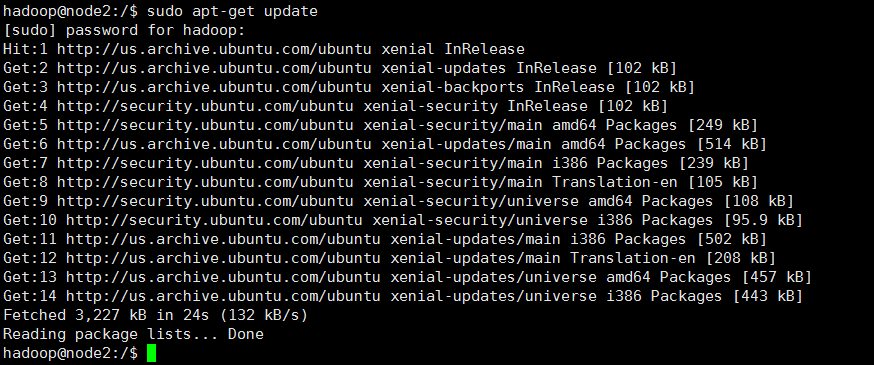 hadoop@node2:/$ sudo apt-get update
[sudo] password for hadoop:
Hit:1 http://us.archive.ubuntu.com/ubuntu xenial InRelease
Get:2 http://us.archive.ubuntu.com/ubuntu xenial-updates InRelease [102 kB]
Get:3 http://us.archive.ubuntu.com/ubuntu xenial-backports InRelease [102 kB]
Get:4 http://security.ubuntu.com/ubuntu xenial-security InRelease [102 kB]
Get:5 http://security.ubuntu.com/ubuntu xenial-security/main amd64 Packages [249 kB]
Get:6 http://us.archive.ubuntu.com/ubuntu xenial-updates/main amd64 Packages [514 kB]
Get:7 http://security.ubuntu.com/ubuntu xenial-security/main i386 Packages [239 kB]
Get:8 http://security.ubuntu.com/ubuntu xenial-security/main Translation-en [105 kB]
Get:9 http://security.ubuntu.com/ubuntu xenial-security/universe amd64 Packages [108 kB]
Get:10 http://security.ubuntu.com/ubuntu xenial-security/universe i386 Packages [95.9 kB]
Get:11 http://us.archive.ubuntu.com/ubuntu xenial-updates/main i386 Packages [502 kB]
Get:12 http://us.archive.ubuntu.com/ubuntu xenial-updates/main Translation-en [208 kB]
Get:13 http://us.archive.ubuntu.com/ubuntu xenial-updates/universe amd64 Packages [457 kB]
Get:14 http://us.archive.ubuntu.com/ubuntu xenial-updates/universe i386 Packages [443 kB]
Fetched 3,227 kB in 24s (132 kB/s)
Reading package lists... Done
hadoop@node2:/$